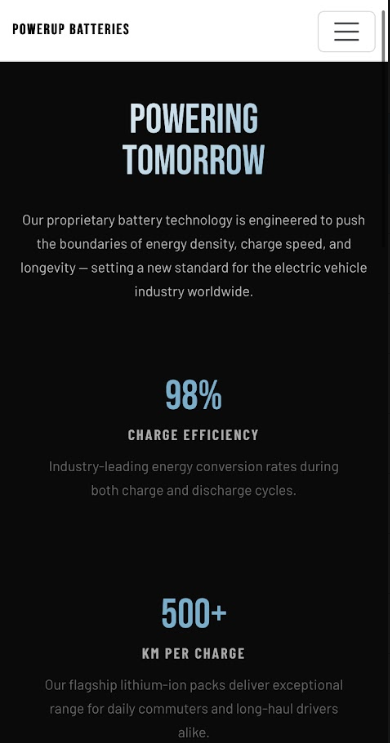 POWERUP BATTERIES
POWERING
TOMORROW
Our proprietary battery technology is engineered to push
the boundaries of energy density, charge speed, and
longevity — setting a new standard for the electric vehicle
industry worldwide.
98%
CHARGE EFFICIENCY
Industry-leading energy conversion rates during
both charge and discharge cycles.
500+
KM PER CHARGE
Our flagship lithium-ion packs deliver exceptional
range for daily commuters and long-haul drivers
alike.